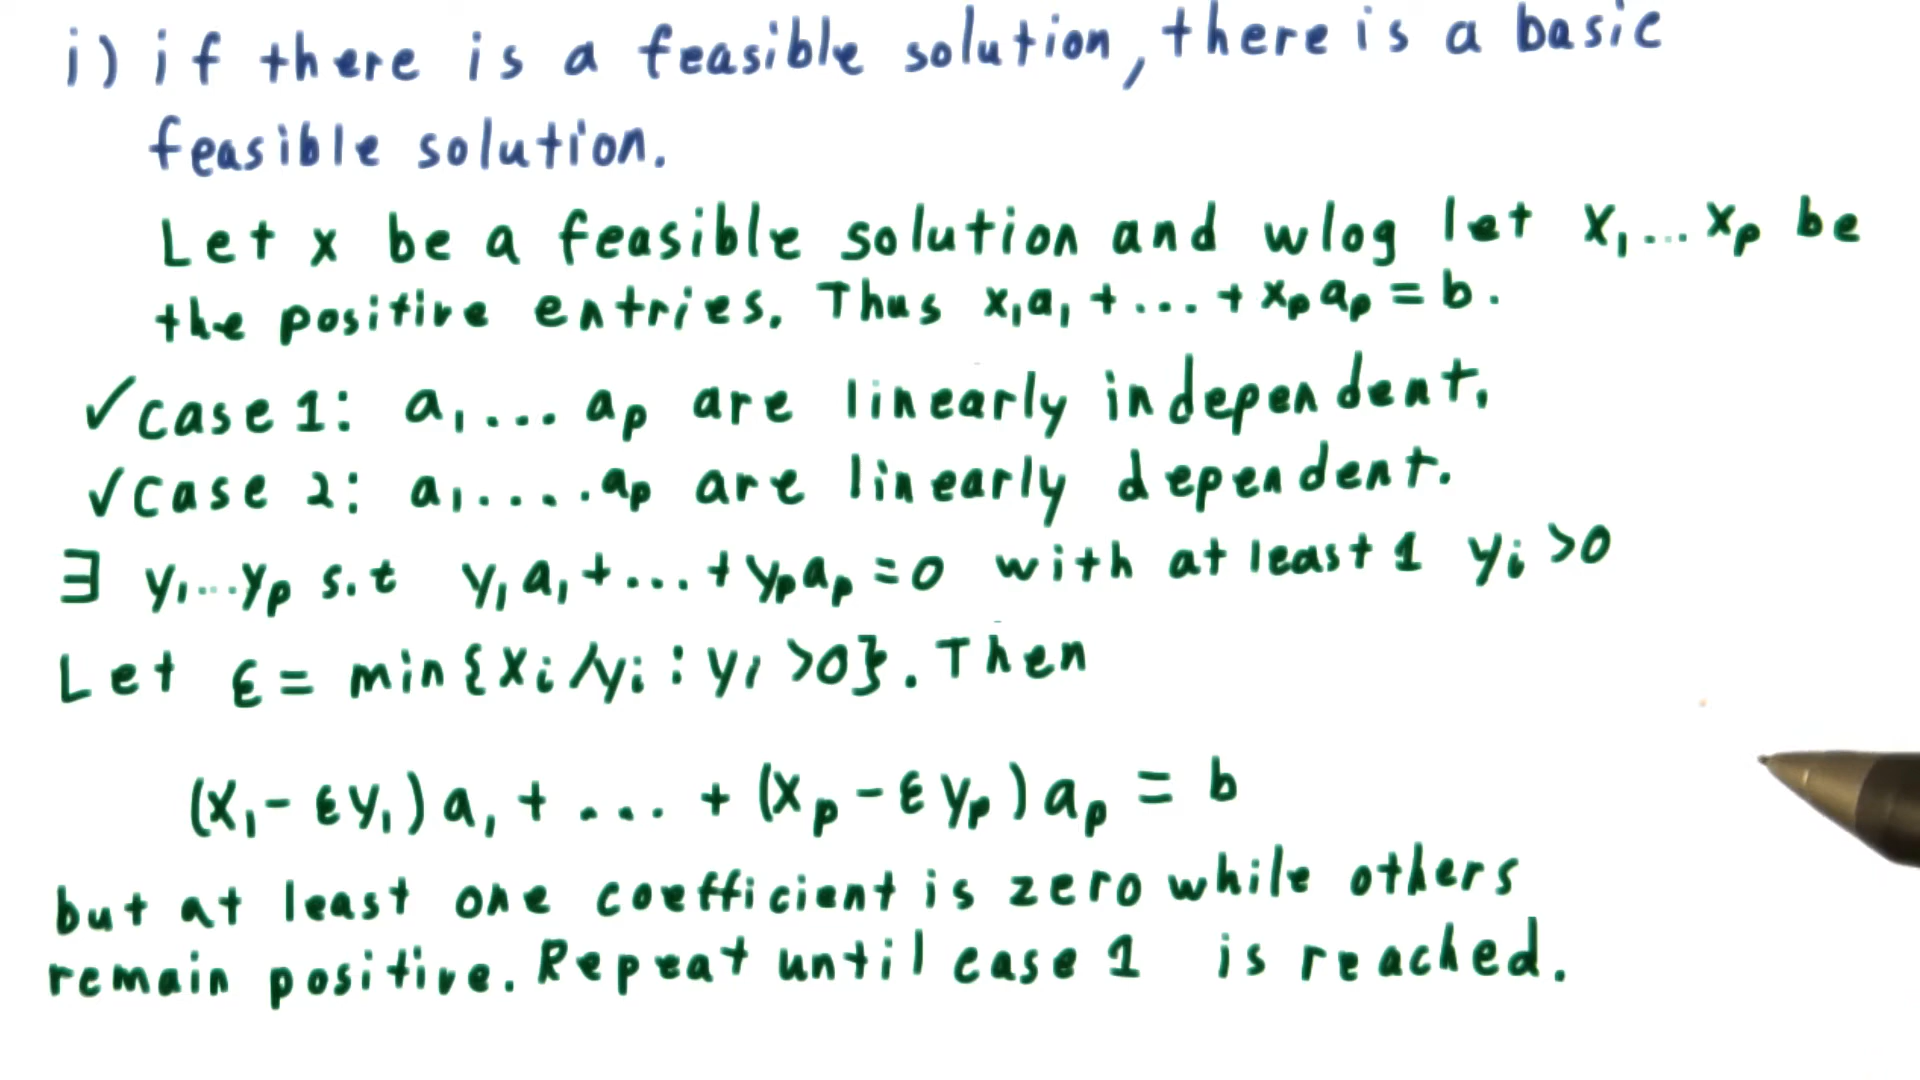 i) if there is a feasible solution, there is a basic
feasible solution.
Let x be a feasible solution and wlog let x₁...xₚ be
the positive entries. Thus x₁a₁ + ... + xₚaₚ = b.
✓case 1: a₁... aₚ are linearly independent.
✓case 2: a₁.....aₚ are linearly dependent.
∃ y₁...yₚ s.t y₁a₁+...+yₚaₚ=0 with at least 1 yᵢ>0
Let ε = min{xᵢ/yᵢ : yᵢ>0}. Then
(x₁-εy₁)a₁+ ... + (xₚ-εyₚ)aₚ = b
but at least one coefficient is zero while others
remain positive. Repeat until case 1 is reached.